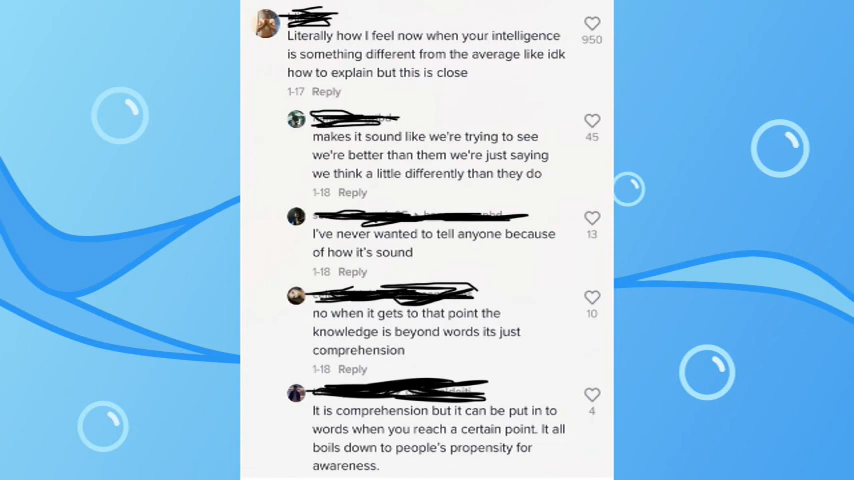 Literally how I feel now when your intelligence
is something different from the average like idk
how to explain but this is close
950
1-17 Reply
makes it sound like we're trying to see
we're better than them we're just saying
we think a little differently than they do
45
1-18 Reply
I've never wanted to tell anyone because
of how it's sound
13
1-18 Reply
no when it gets to that point the
knowledge is beyond words its just
comprehension
10
1-18 Reply
It is comprehension but it can be put in to
words when you reach a certain point. It all
boils down to people's propensity for
awareness.
4